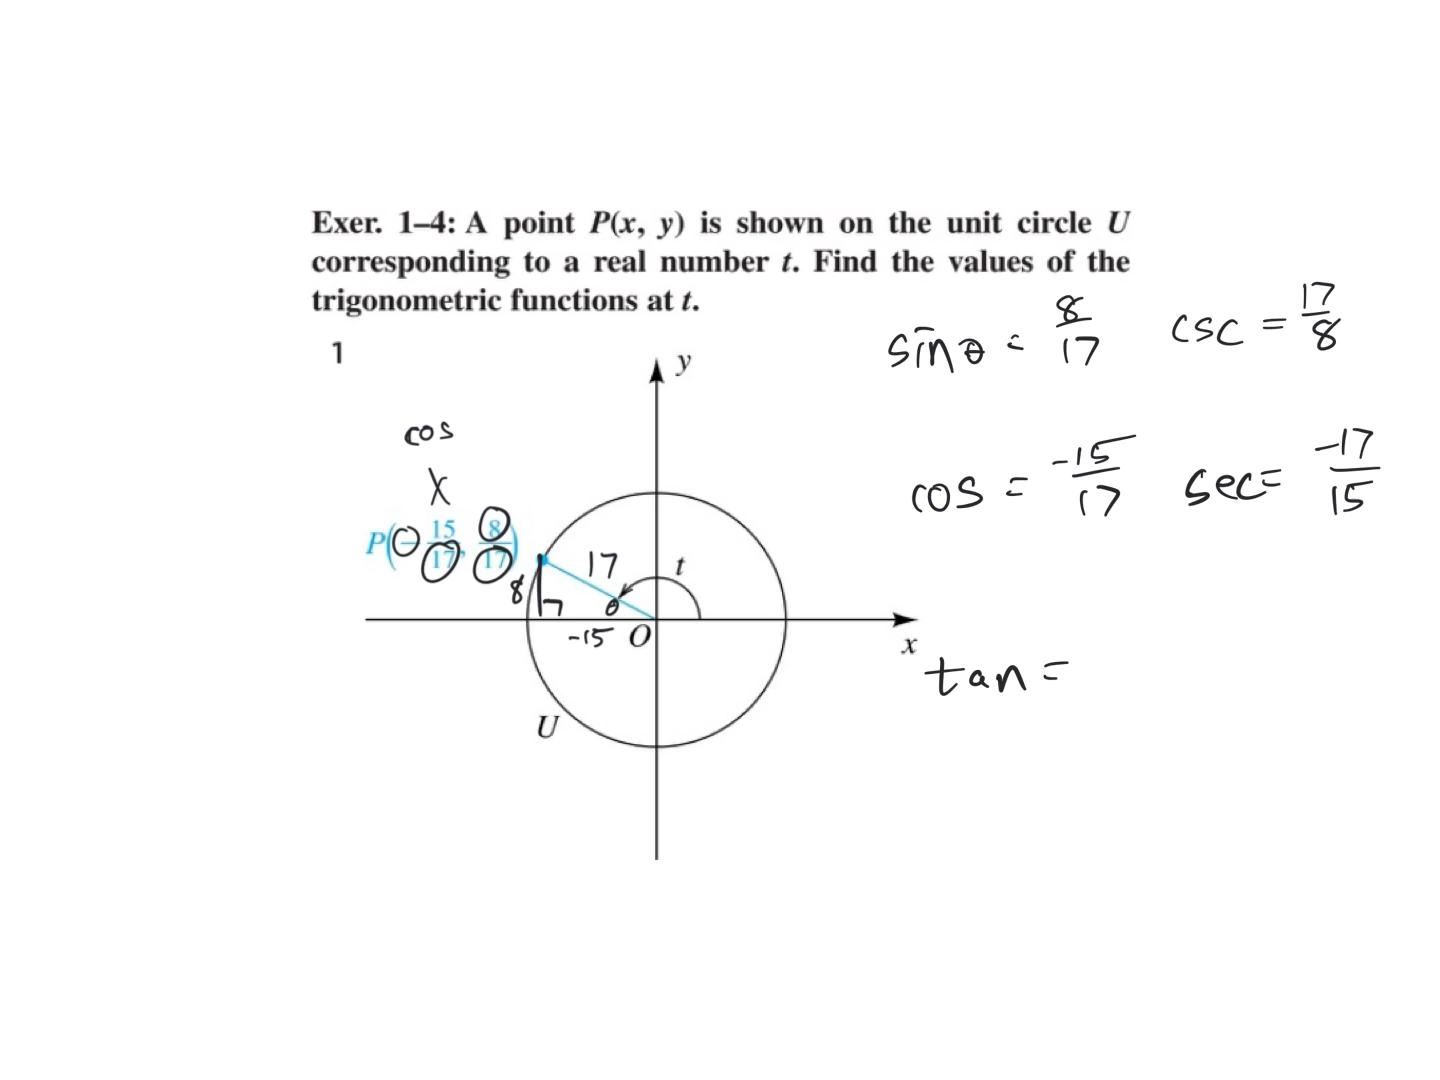 Exer. 1–4: A point P(x, y) is shown on the unit circle U
corresponding to a real number t. Find the values of the
trigonometric functions at t.
1
y
cos
X
P(−15/17, 8/17)
8
17
θ
-15
t
O
x
U
sin θ = 8/17
csc = 17/8
cos = -15/17
sec = -17/15
tan =